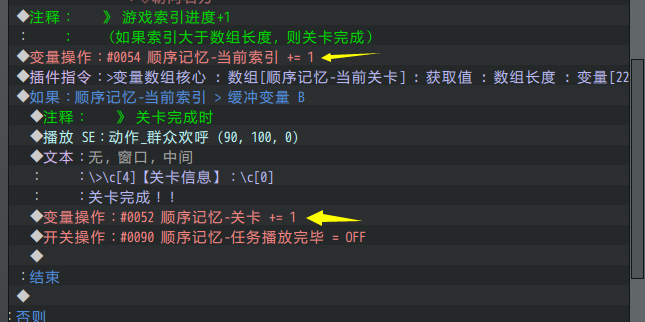 ◆注释：　　》 游戏索引进度+1
：　　：　　（如果索引大于数组长度，则关卡完成）
◆变量操作：#0054 顺序记忆-当前索引 += 1
◆插件指令：>变量数组核心 : 数组[顺序记忆-当前关卡] : 获取值 : 数组长度 : 变量[22
◆如果：顺序记忆-当前索引 > 缓冲变量 B
◆注释：　　》 关卡完成时
◆播放 SE：动作_群众欢呼 (90, 100, 0)
◆文本：无, 窗口, 中间
：　　：\>\c[4]【关卡信息】：\c[0]
：　　：关卡完成！！
◆变量操作：#0052 顺序记忆-关卡 += 1
◆开关操作：#0090 顺序记忆-任务播放完毕 = OFF
◆
：结束
◆
：否则